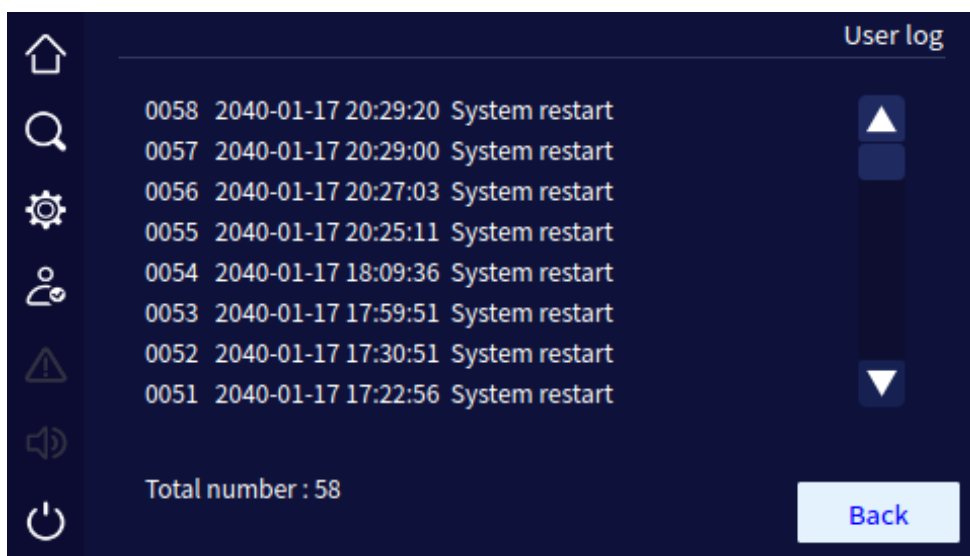 User log
0058 2040-01-17 20:29:20 System restart
0057 2040-01-17 20:29:00 System restart
0056 2040-01-17 20:27:03 System restart
0055 2040-01-17 20:25:11 System restart
0054 2040-01-17 18:09:36 System restart
0053 2040-01-17 17:59:51 System restart
0052 2040-01-17 17:30:51 System restart
0051 2040-01-17 17:22:56 System restart
Total number : 58
Back